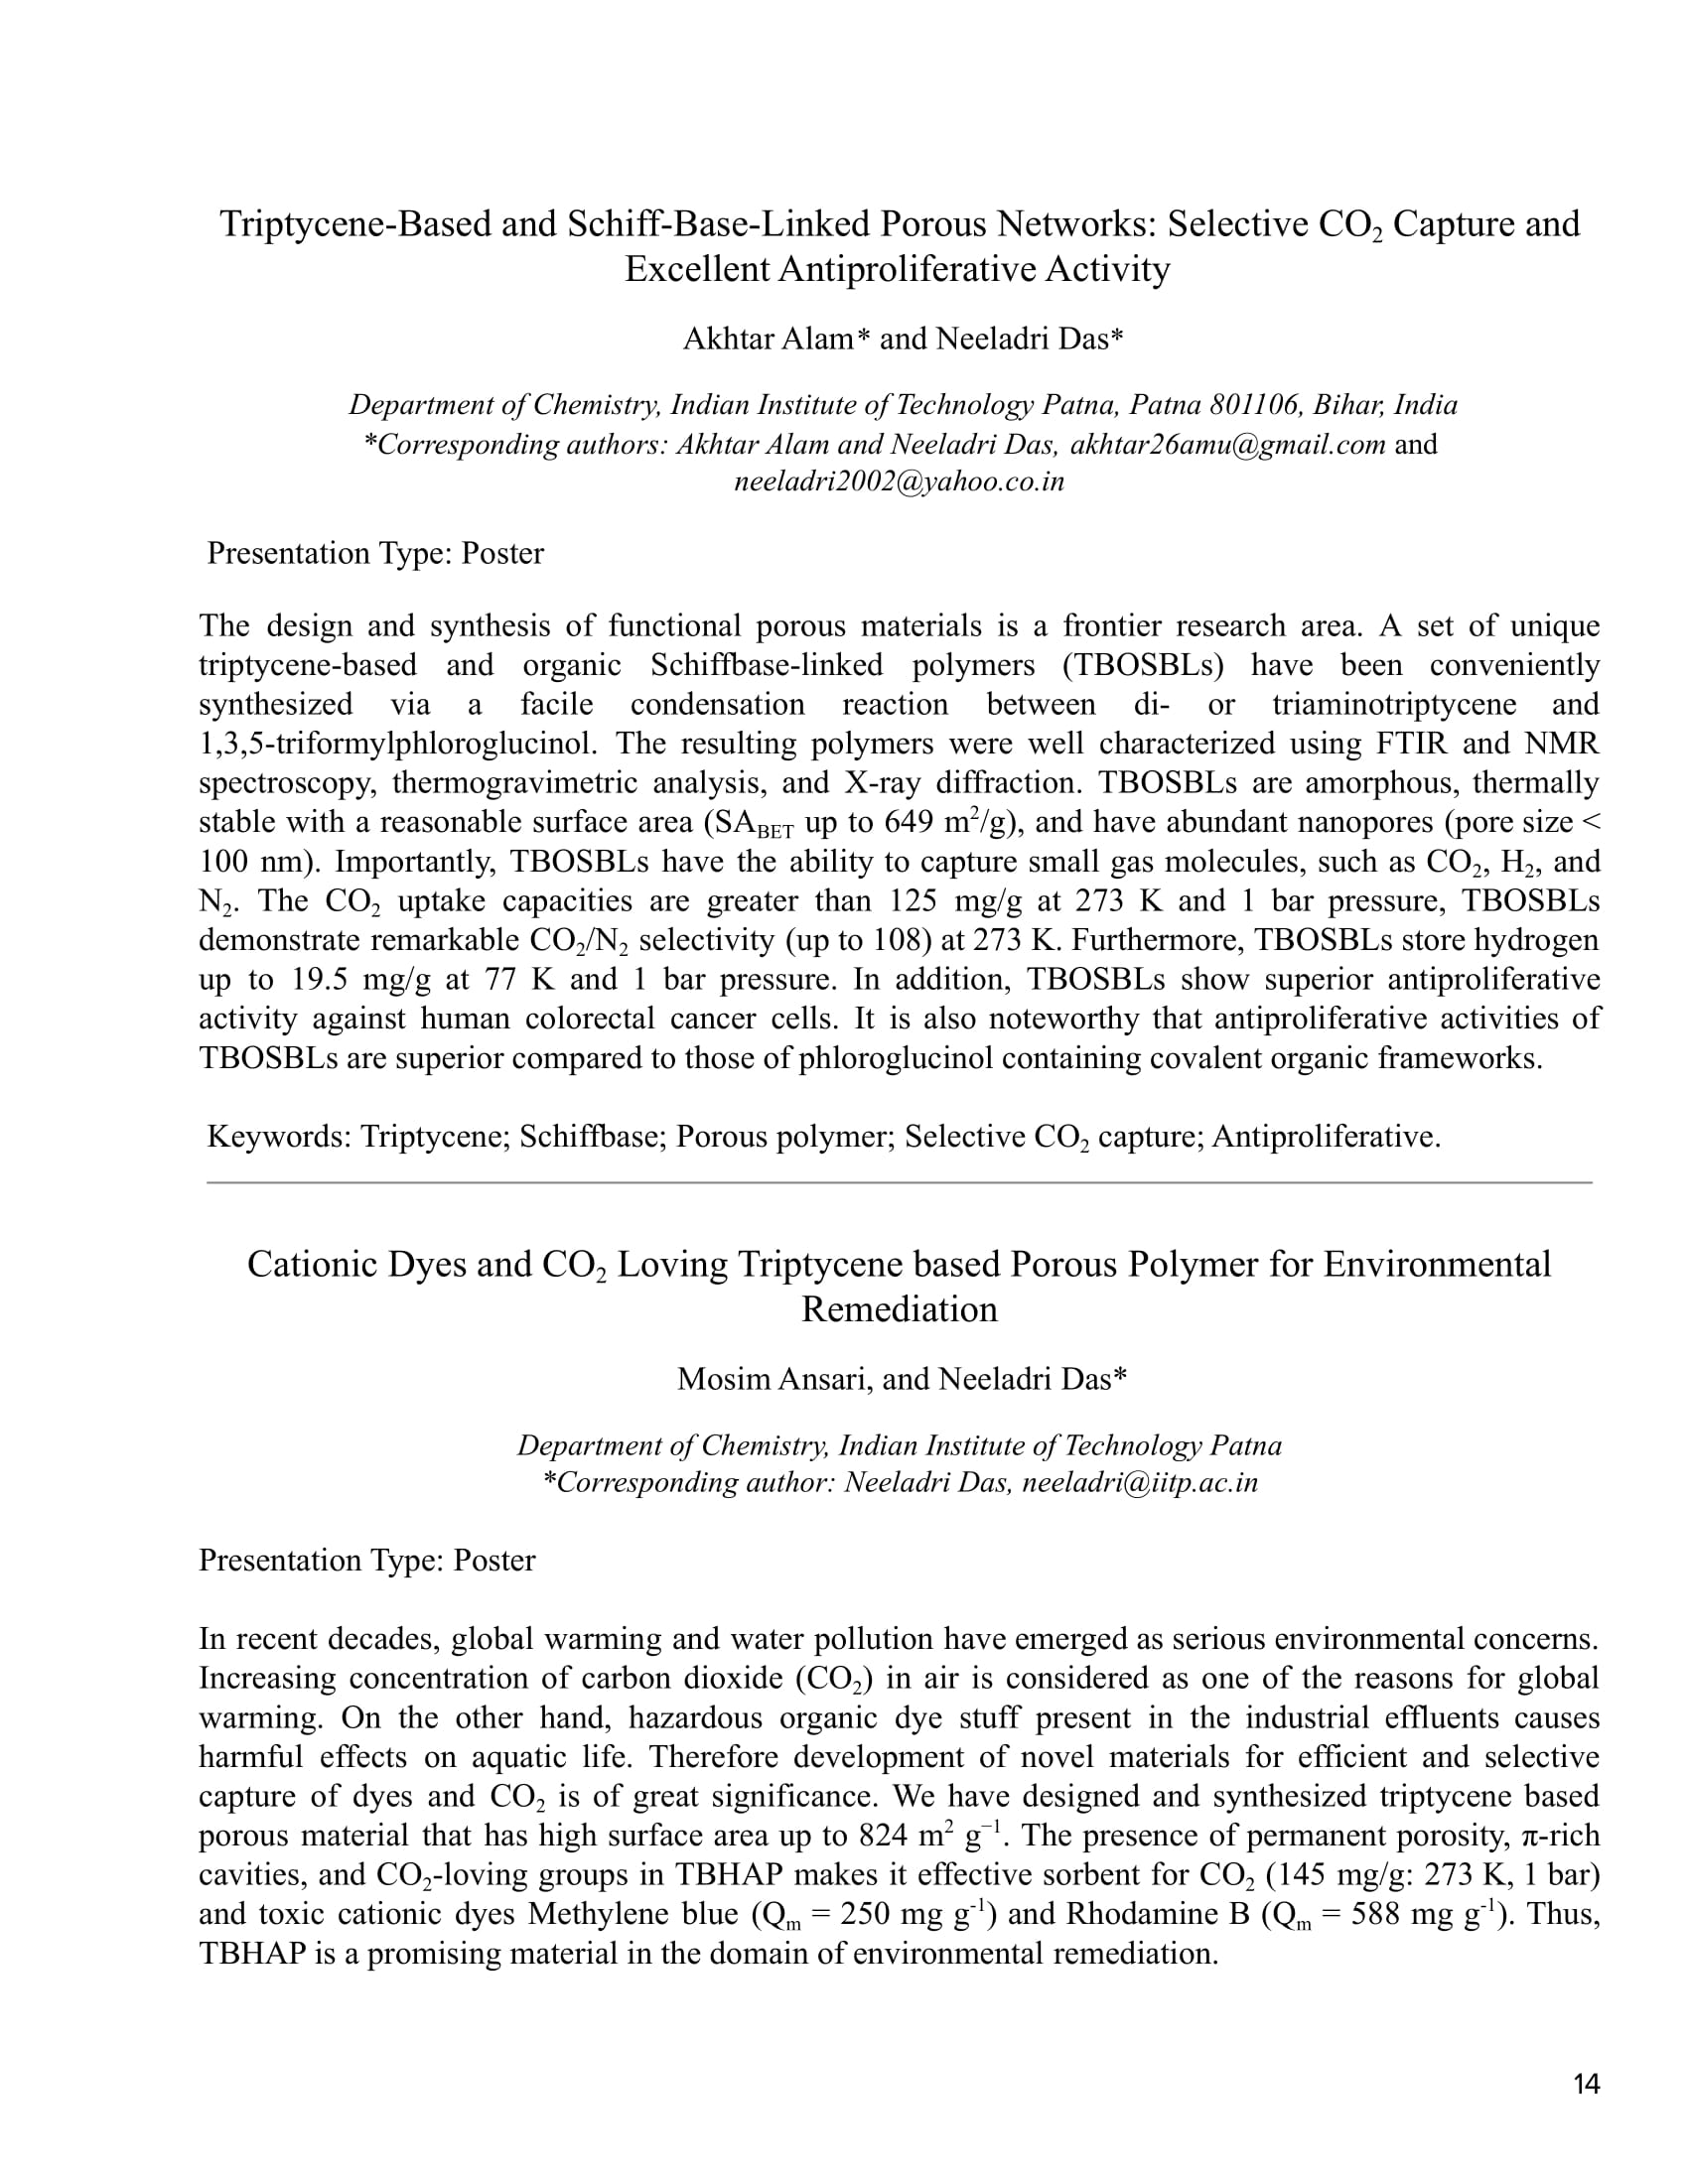 Triptycene-Based and Schiff-Base-Linked Porous Networks: Selective CO₂ Capture and
Excellent Antiproliferative Activity
Akhtar Alam* and Neeladri Das*
Department of Chemistry, Indian Institute of Technology Patna, Patna 801106, Bihar, India
*Corresponding authors: Akhtar Alam and Neeladri Das, akhtar26amu@gmail.com and
neeladri2002@yahoo.co.in
Presentation Type: Poster
The design and synthesis of functional porous materials is a frontier research area. A set of unique
triptycene-based and organic Schiffbase-linked polymers (TBOSBLs) have been conveniently
synthesized via a facile condensation reaction between di- or triaminotriptycene and
1,3,5-triformylphloroglucinol. The resulting polymers were well characterized using FTIR and NMR
spectroscopy, thermogravimetric analysis, and X-ray diffraction. TBOSBLs are amorphous, thermally
stable with a reasonable surface area (SA_BET up to 649 m²/g), and have abundant nanopores (pore size <
100 nm). Importantly, TBOSBLs have the ability to capture small gas molecules, such as CO₂, H₂, and
N₂. The CO₂ uptake capacities are greater than 125 mg/g at 273 K and 1 bar pressure, TBOSBLs
demonstrate remarkable CO₂/N₂ selectivity (up to 108) at 273 K. Furthermore, TBOSBLs store hydrogen
up to 19.5 mg/g at 77 K and 1 bar pressure. In addition, TBOSBLs show superior antiproliferative
activity against human colorectal cancer cells. It is also noteworthy that antiproliferative activities of
TBOSBLs are superior compared to those of phloroglucinol containing covalent organic frameworks.
Keywords: Triptycene; Schiffbase; Porous polymer; Selective CO₂ capture; Antiproliferative.
Cationic Dyes and CO₂ Loving Triptycene based Porous Polymer for Environmental
Remediation
Mosim Ansari, and Neeladri Das*
Department of Chemistry, Indian Institute of Technology Patna
*Corresponding author: Neeladri Das, neeladri@iitp.ac.in
Presentation Type: Poster
In recent decades, global warming and water pollution have emerged as serious environmental concerns.
Increasing concentration of carbon dioxide (CO₂) in air is considered as one of the reasons for global
warming. On the other hand, hazardous organic dye stuff present in the industrial effluents causes
harmful effects on aquatic life. Therefore development of novel materials for efficient and selective
capture of dyes and CO₂ is of great significance. We have designed and synthesized triptycene based
porous material that has high surface area up to 824 m² g⁻¹. The presence of permanent porosity, π-rich
cavities, and CO₂-loving groups in TBHAP makes it effective sorbent for CO₂ (145 mg/g: 273 K, 1 bar)
and toxic cationic dyes Methylene blue (Qₘ = 250 mg g⁻¹) and Rhodamine B (Qₘ = 588 mg g⁻¹). Thus,
TBHAP is a promising material in the domain of environmental remediation.
14